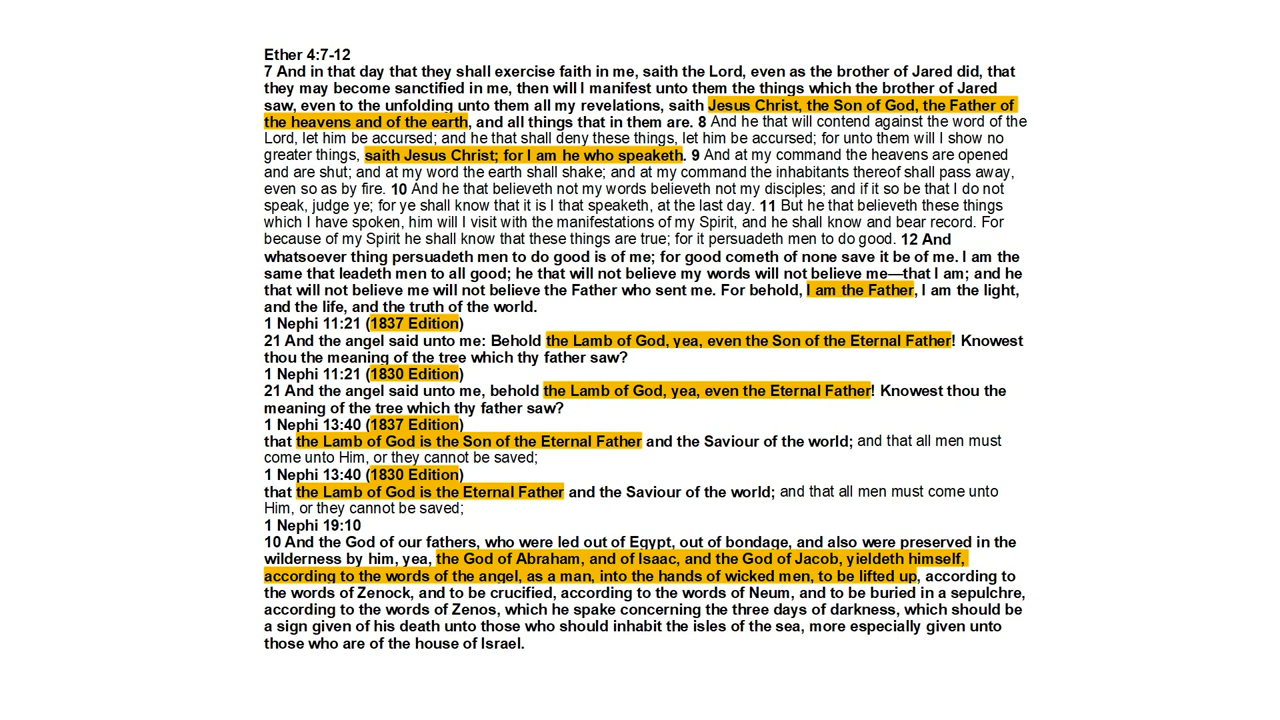 Ether 4:7-12
7 And in that day that they shall exercise faith in me, saith the Lord, even as the brother of Jared did, that
they may become sanctified in me, then will I manifest unto them the things which the brother of Jared
saw, even to the unfolding unto them all my revelations, saith Jesus Christ, the Son of God, the Father of
the heavens and of the earth, and all things that in them are. 8 And he that will contend against the word of the
Lord, let him be accursed; and he that shall deny these things, let him be accursed; for unto them will I show no
greater things, saith Jesus Christ; for I am he who speaketh. 9 And at my command the heavens are opened
and are shut; and at my word the earth shall shake; and at my command the inhabitants thereof shall pass away,
even so as by fire. 10 And he that believeth not my words believeth not my disciples; and if it so be that I do not
speak, judge ye; for ye shall know that it is I that speaketh, at the last day. 11 But he that believeth these things
which I have spoken, him will I visit with the manifestations of my Spirit, and he shall know and bear record. For
because of my Spirit he shall know that these things are true; for it persuadeth men to do good. 12 And
whatsoever thing persuadeth men to do good is of me; for good cometh of none save it be of me. I am the
same that leadeth men to all good; he that will not believe my words will not believe me—that I am; and he
that will not believe me will not believe the Father who sent me. For behold, I am the Father, I am the light,
and the life, and the truth of the world.
1 Nephi 11:21 (1837 Edition)
21 And the angel said unto me: Behold the Lamb of God, yea, even the Son of the Eternal Father! Knowest
thou the meaning of the tree which thy father saw?
1 Nephi 11:21 (1830 Edition)
21 And the angel said unto me, behold the Lamb of God, yea, even the Eternal Father! Knowest thou the
meaning of the tree which thy father saw?
1 Nephi 13:40 (1837 Edition)
that the Lamb of God is the Son of the Eternal Father and the Saviour of the world; and that all men must
come unto Him, or they cannot be saved;
1 Nephi 13:40 (1830 Edition)
that the Lamb of God is the Eternal Father and the Saviour of the world; and that all men must come unto
Him, or they cannot be saved;
1 Nephi 19:10
10 And the God of our fathers, who were led out of Egypt, out of bondage, and also were preserved in the
wilderness by him, yea, the God of Abraham, and of Isaac, and the God of Jacob, yieldeth himself,
according to the words of the angel, as a man, into the hands of wicked men, to be lifted up, according to
the words of Zenock, and to be crucified, according to the words of Neum, and to be buried in a sepulchre,
according to the words of Zenos, which he spake concerning the three days of darkness, which should be
a sign given of his death unto those who should inhabit the isles of the sea, more especially given unto
those who are of the house of Israel.